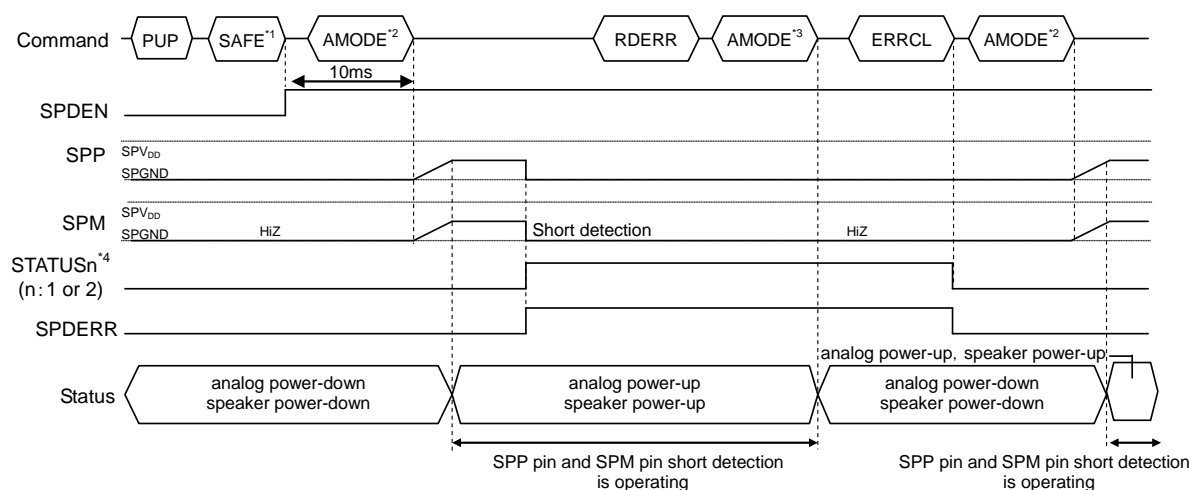 Command PUP SAFE*1 AMODE*2 RDERR AMODE*3 ERRCL AMODE*2
10ms
SPDEN
SPP SPVDD
SPGND
SPM SPVDD
SPGND HiZ Short detection HiZ
STATUSn*4
(n:1 or 2)
SPDERR
analog power-up, speaker power-up
Status analog power-down analog power-up analog power-down
speaker power-down speaker power-up speaker power-down
SPP pin and SPM pin short detection SPP pin and SPM pin short detection
is operating is operating